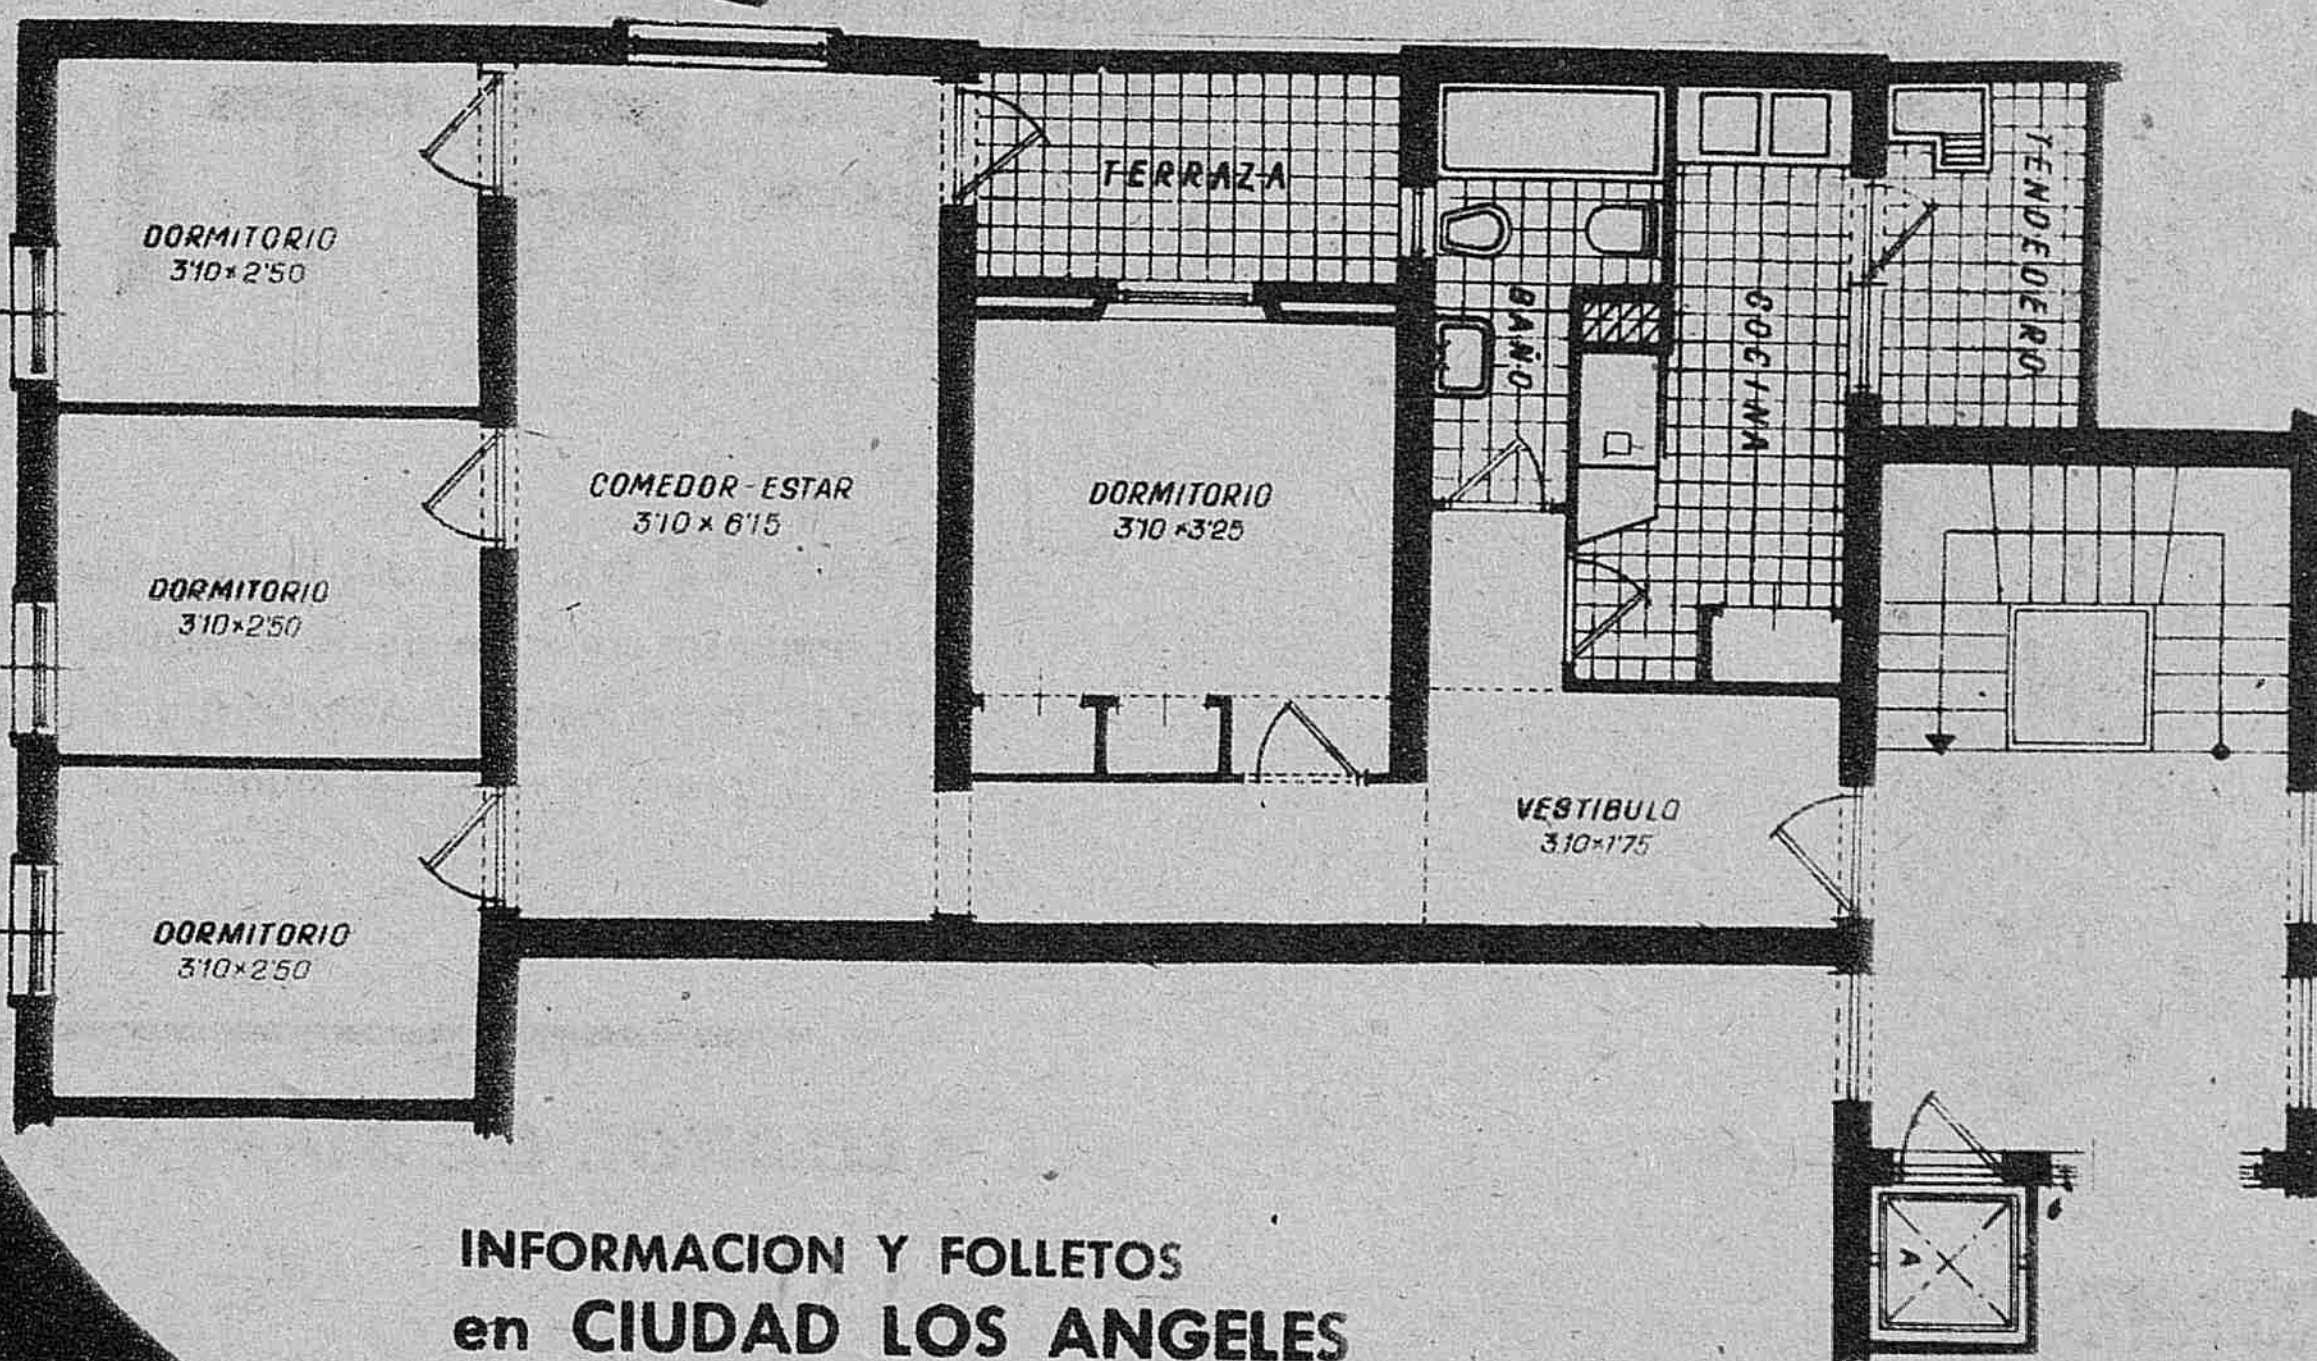 DORMITORIO
3'10×2'50
COMEDOR-ESTAR
3'10×6'15
TERRAZA
DORMITORIO
3'10×3'25
BAÑO
COCINA
TENDEDERO
DORMITORIO
3'10×2'50
DORMITORIO
3'10×2'50
VESTIBULO
3.10×1'75
A
INFORMACION Y FOLLETOS
en CIUDAD LOS ANGELES